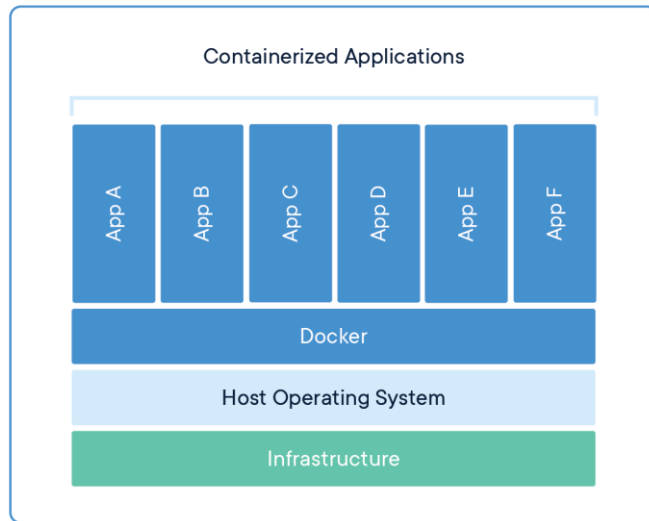 Containerized Applications
App A
App B
App C
App D
App E
App F
Docker
Host Operating System
Infrastructure